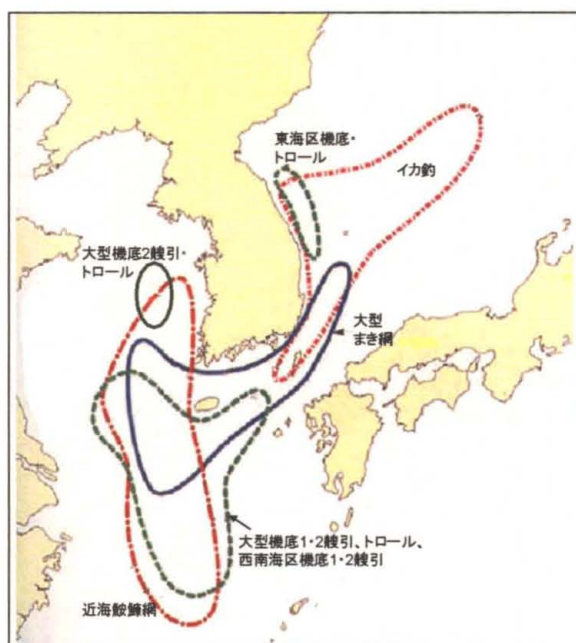 東海区機底・
トロール
イカ釣
大型機底2艘引・
トロール
大型
まき網
大型機底1・2艘引、トロール、
西南海区機底1・2艘引
近海鮟鱇網